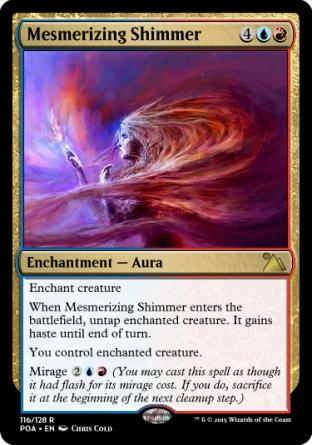 Mesmerizing Shimmer 4
Enchantment — Aura
Enchant creature
When Mesmerizing Shimmer enters the
battlefield, untap enchanted creature. It gains
haste until end of turn.
You control enchanted creature.
Mirage 2 (You may cast this spell as though
it had flash for its mirage cost. If you do, sacrifice
it at the beginning of the next cleanup step.)
116/128 R
POA • EN Chris Cold
™ & © 2015 Wizards of the Coast